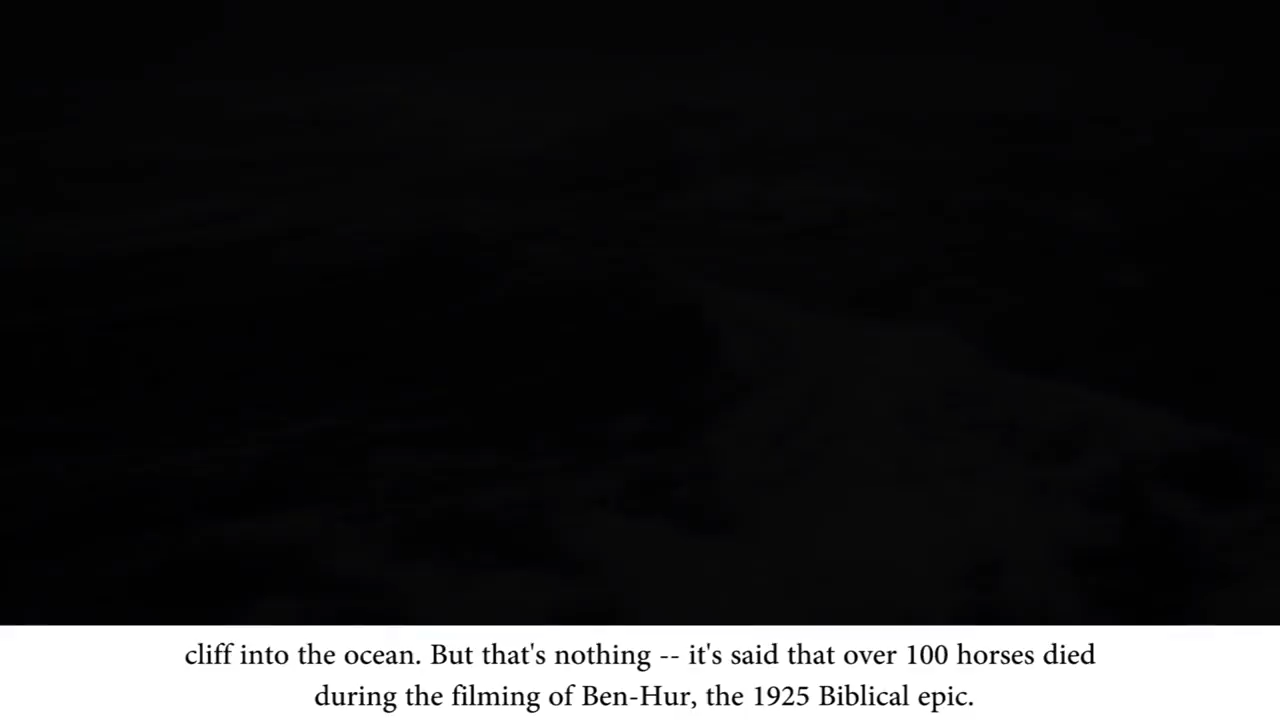 cliff into the ocean. But that's nothing -- it's said that over 100 horses died
during the filming of Ben-Hur, the 1925 Biblical epic.